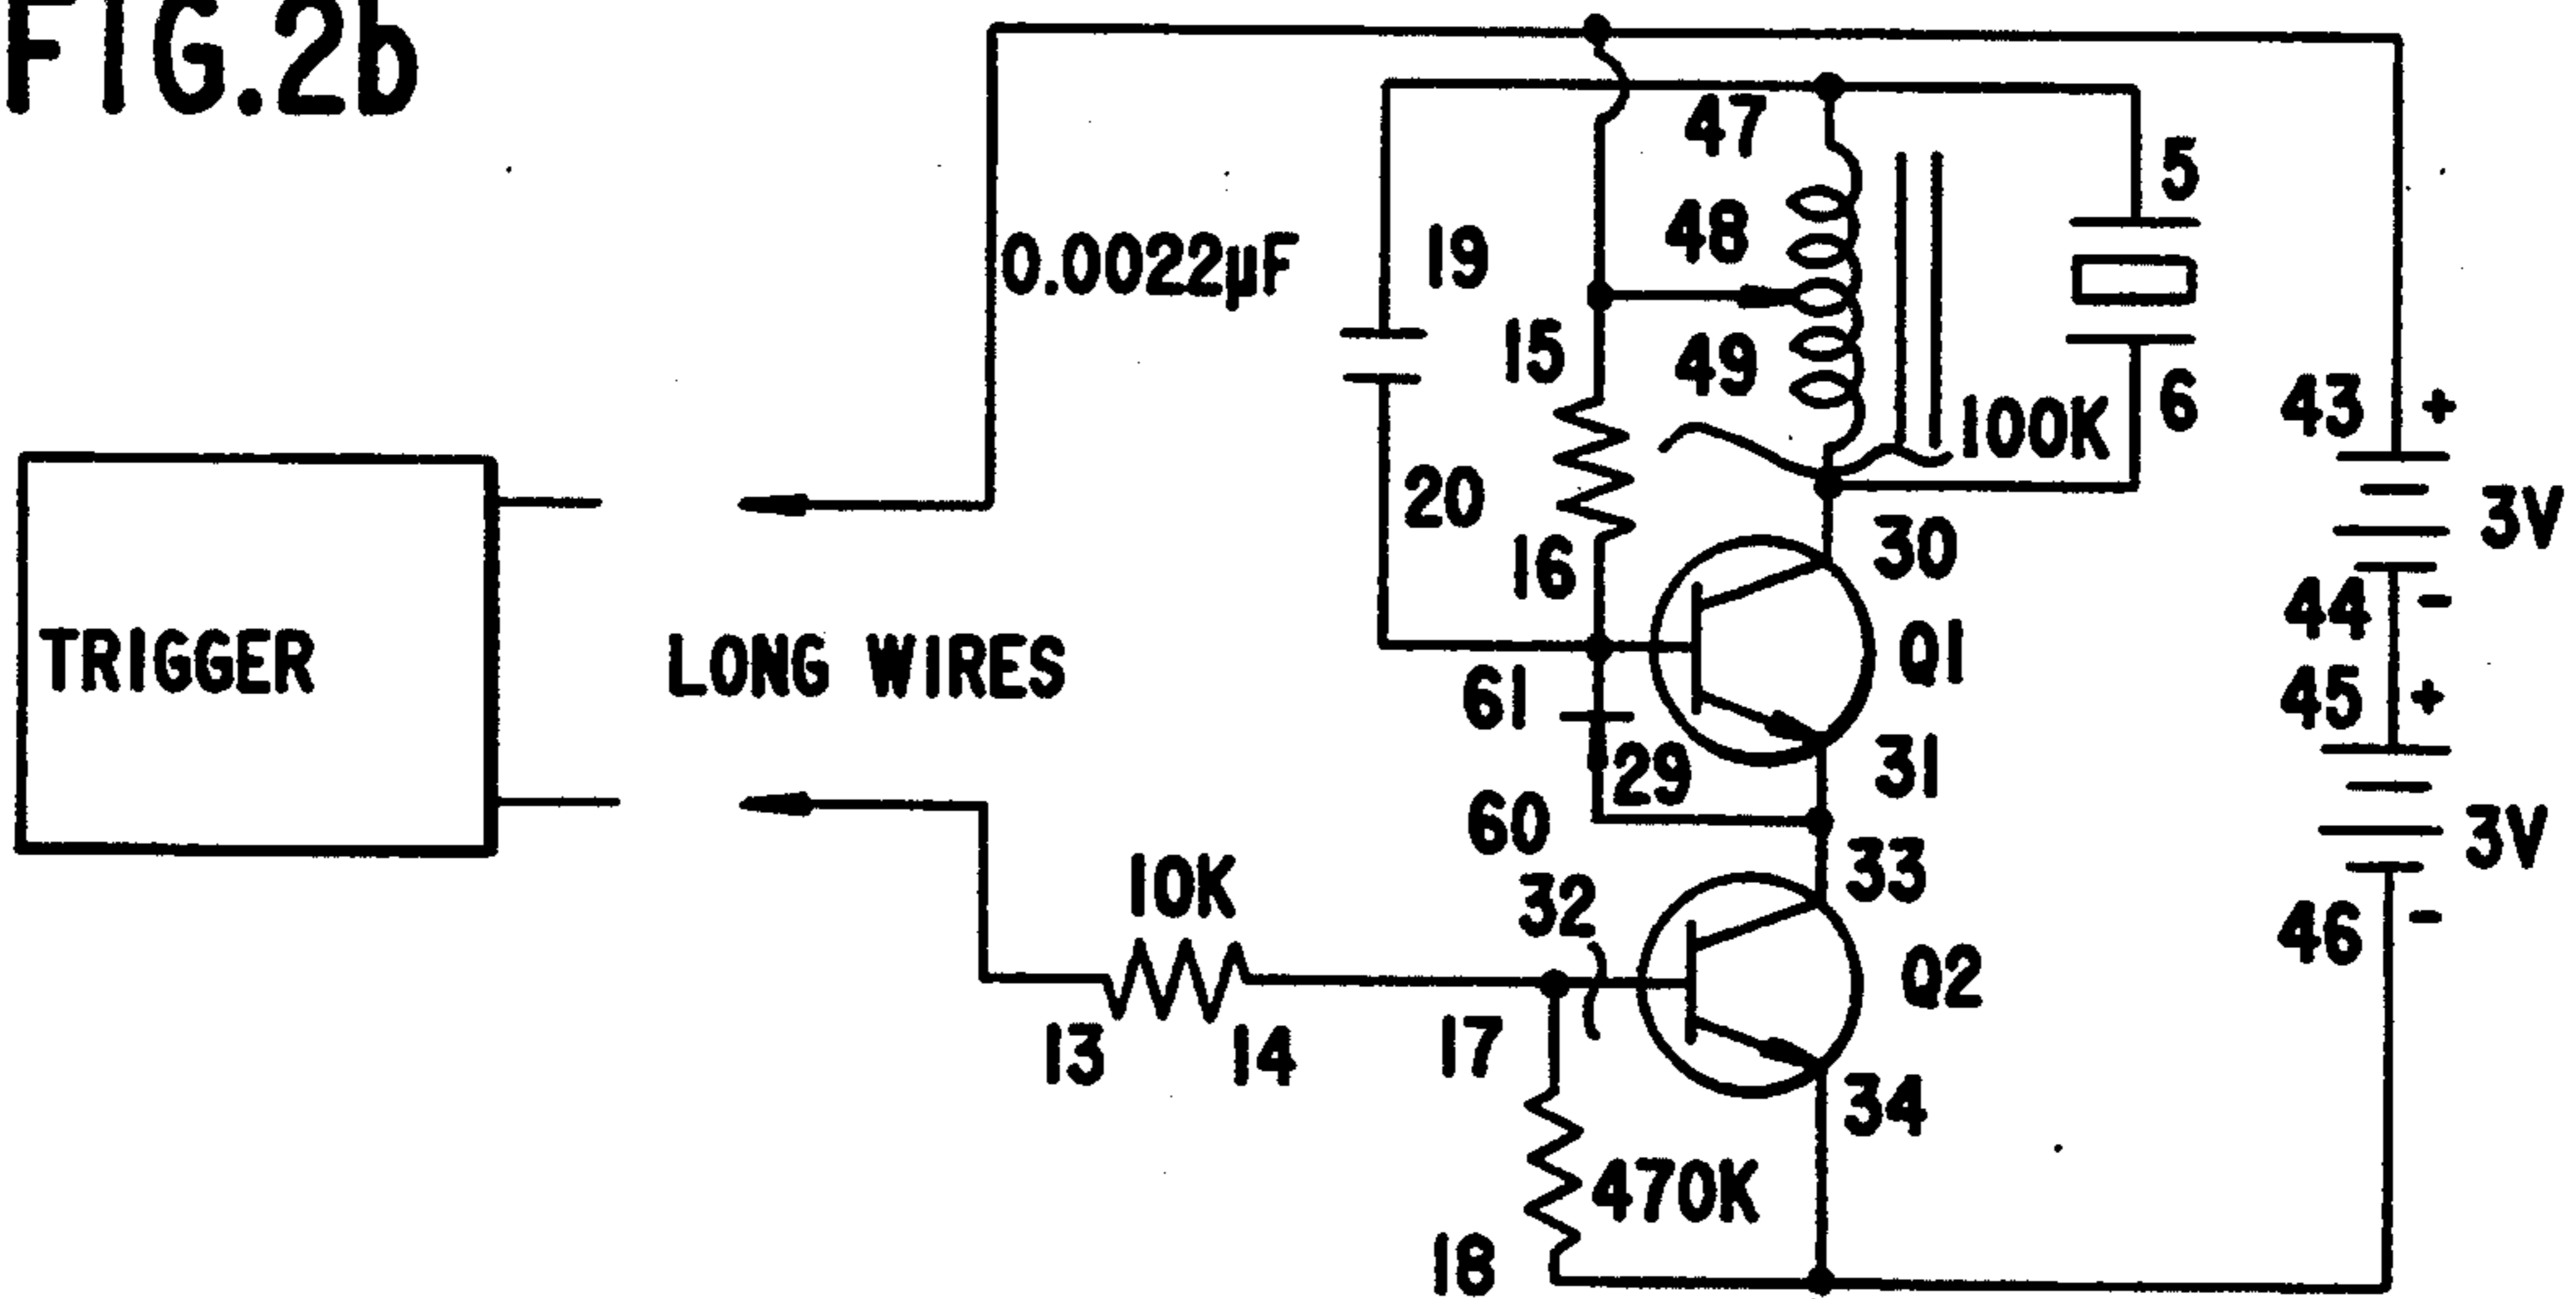 FIG.2b
47
5
0.0022µF
19
48
15
49
43 +
6
100K
20
3V
16
30
44 -
TRIGGER
LONG WIRES
61
Q1
45 +
29
31
60
3V
10K
32
33
46 -
Q2
13
14
17
34
470K
18